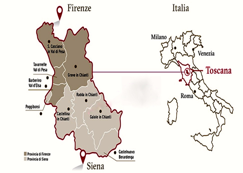 Firenze
Italia
S. Casciano
in Val di Pesa
Tavarnelle
Val di Pesa
Barberino
Val d'Elsa
Greve in Chianti
Poggibonsi
Radda in Chianti
Castellina
in Chianti
Gaiole in Chianti
Castelnuovo
Berardenga
Siena
Provincia di Firenze
Provincia di Siena
Milano
Venezia
Toscana
Roma